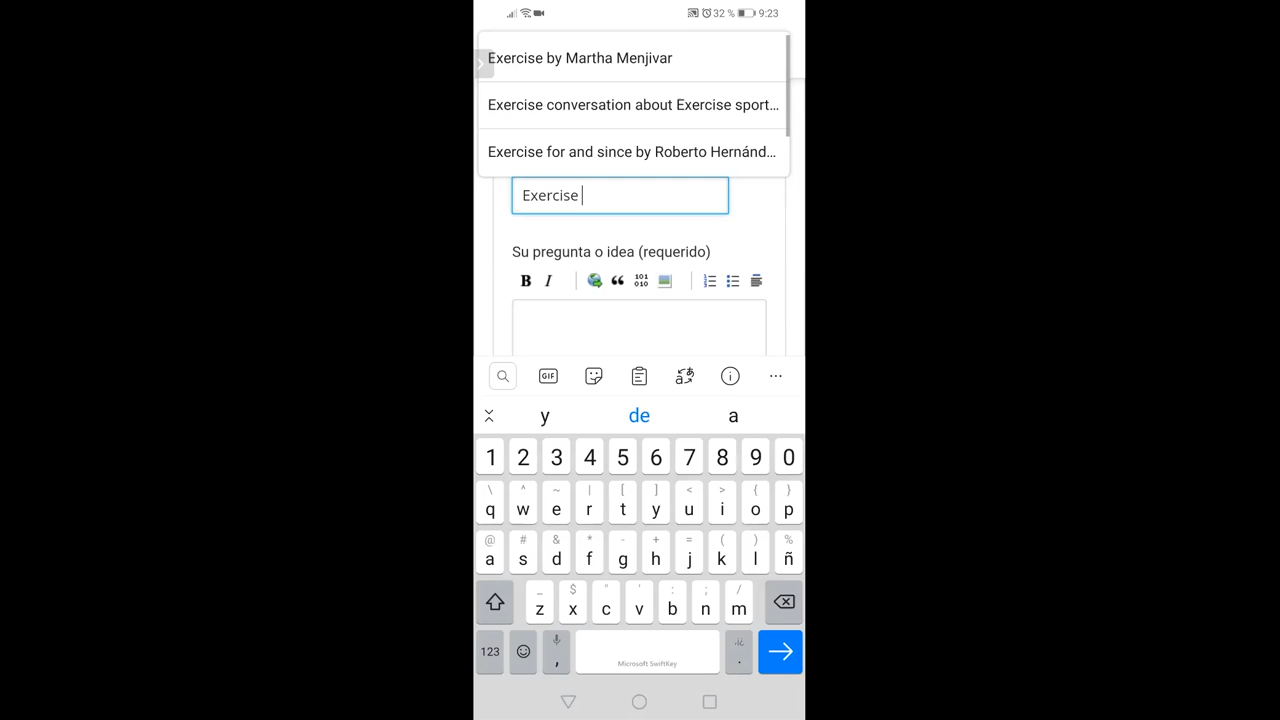 32 % 9:23
Exercise by Martha Menjivar
Exercise conversation about Exercise sport...
Exercise for and since by Roberto Hernánd...
Exercise
Su pregunta o idea (requerido)
B I 101 010
GIF
y de a
1 2 3 4 5 6 7 8 9 0
\ ^ ~ | [ ] < > { }
q w e r t y u i o p
@ # & * - + = ( ) %
a s d f g h j k l ñ
_ $ " ' : ; /
z x c v b n m
123 , Microsoft SwiftKey .